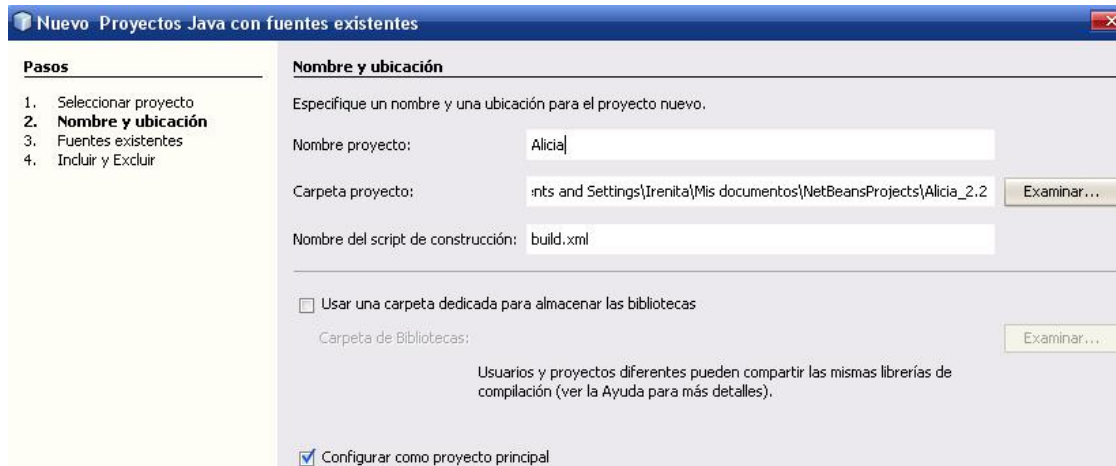 Nuevo Proyectos Java con fuentes existentes
Pasos
1. Seleccionar proyecto
2. Nombre y ubicación
3. Fuentes existentes
4. Incluir y Excluir
Nombre y ubicación
Especifique un nombre y una ubicación para el proyecto nuevo.
Nombre proyecto: Alicia
Carpeta proyecto: nts and Settings\Irenita\Mis documentos\NetBeansProjects\Alicia_2.2 Examinar...
Nombre del script de construcción: build.xml
Usar una carpeta dedicada para almacenar las bibliotecas
Carpeta de Bibliotecas: Examinar...
Usuarios y proyectos diferentes pueden compartir las mismas librerías de
compilación (ver la Ayuda para más detalles).
Configurar como proyecto principal